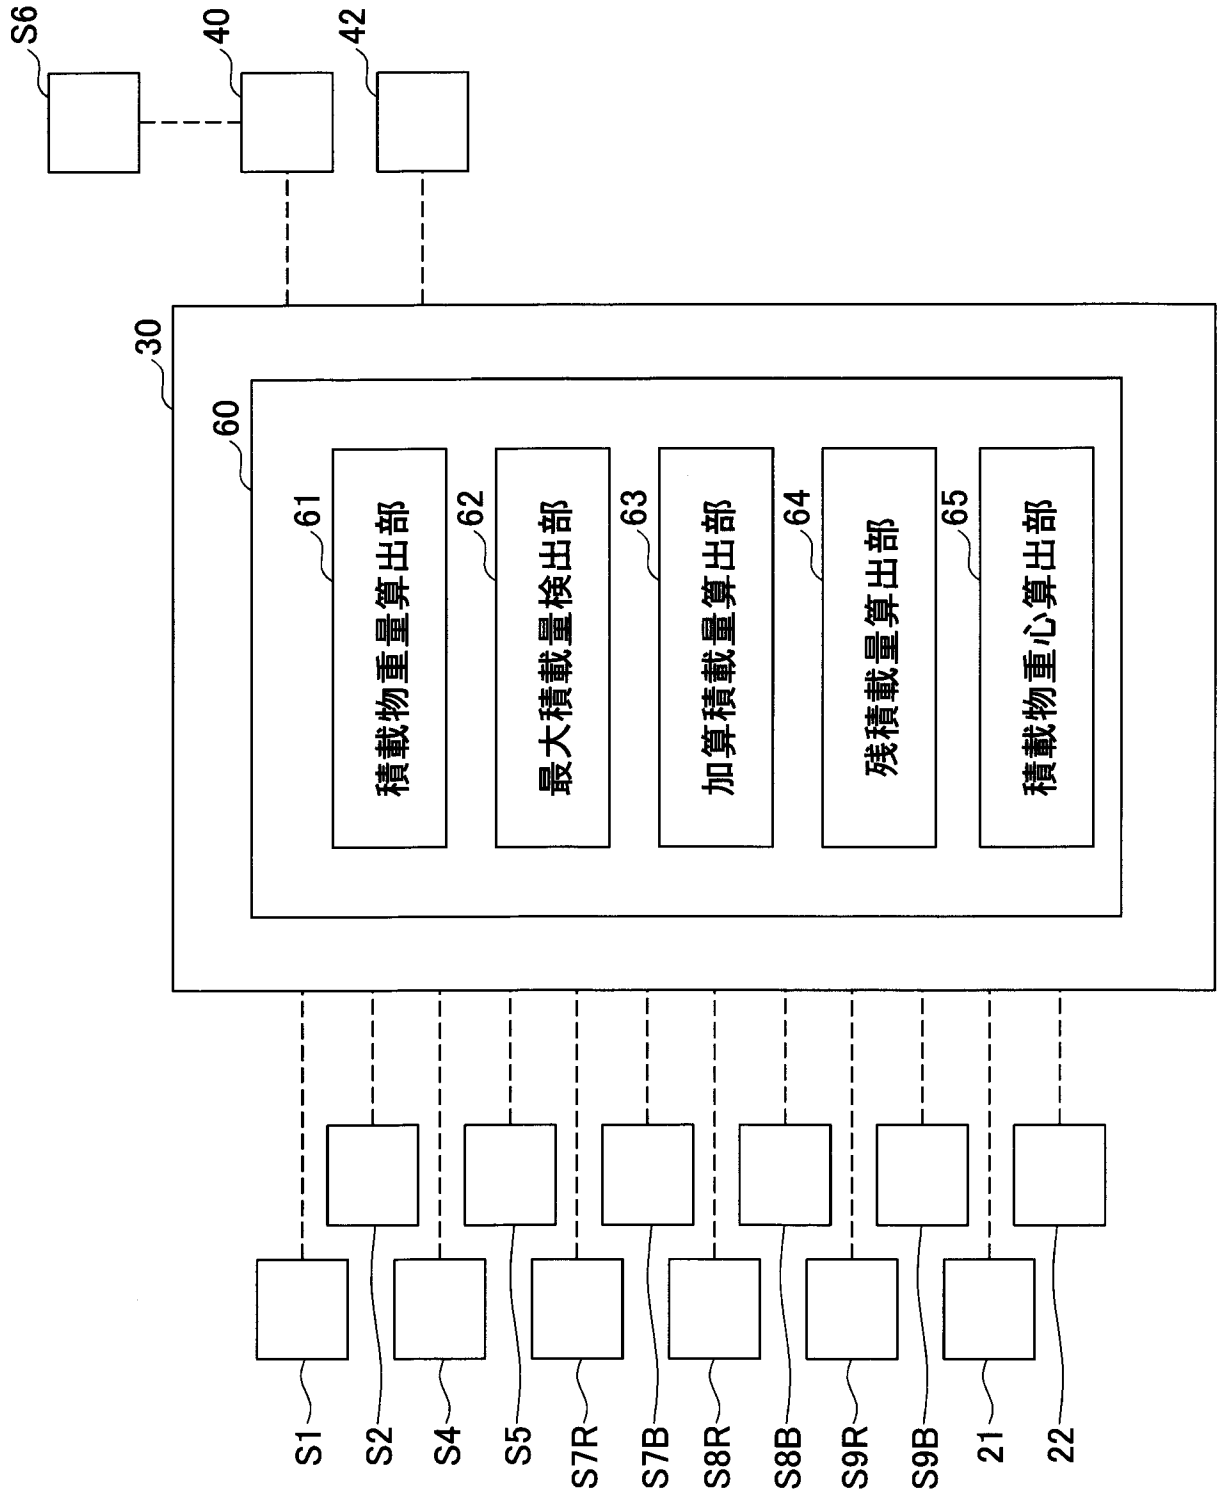 S6
40
42
30
60
61
積載物重量算出部
62
最大積載量検出部
63
加算積載量算出部
64
残積載量算出部
65
積載物重心算出部
S1
S2
S4
S5
S7R
S7B
S8R
S8B
S9R
S9B
21
22